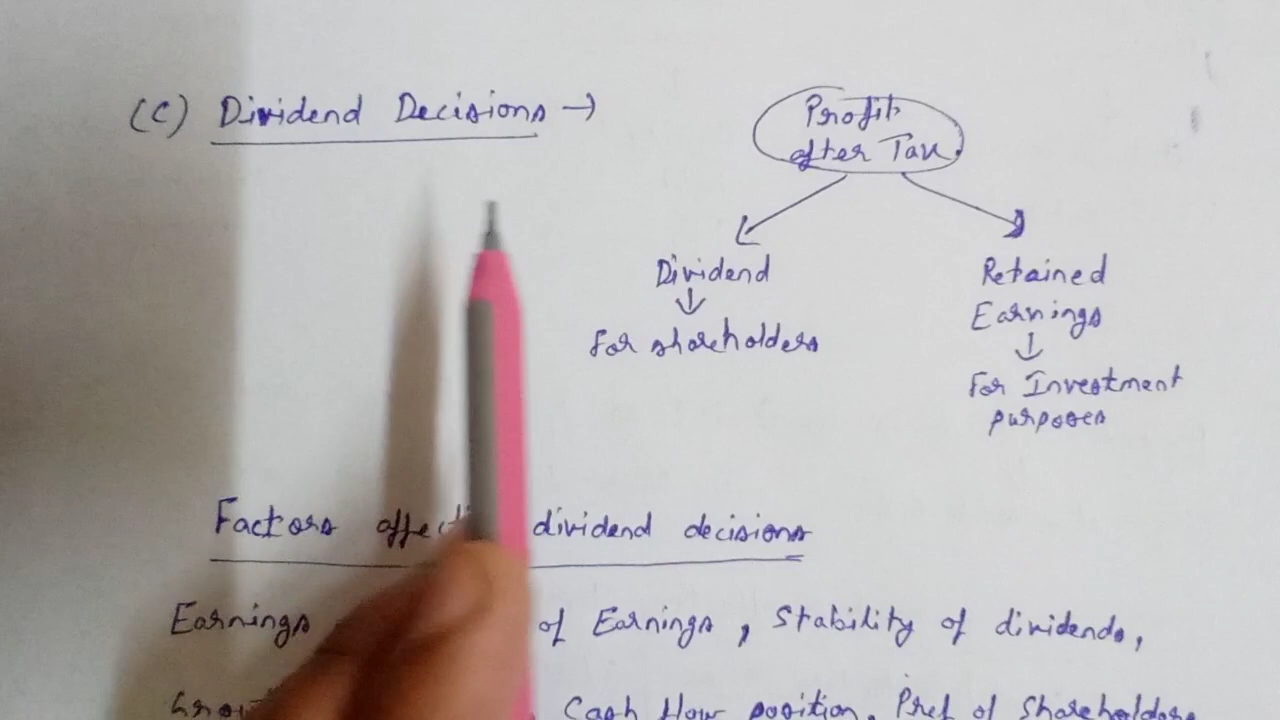 (C) Dividend Decisions →
Profit
after Tax.
Dividend
↓
for shareholders
Retained
Earnings
↓
For Investment
purposes
Factors dividend decisions
Earnings of Earnings, Stability of dividends,
Cash flow position, Pref of Shareholders